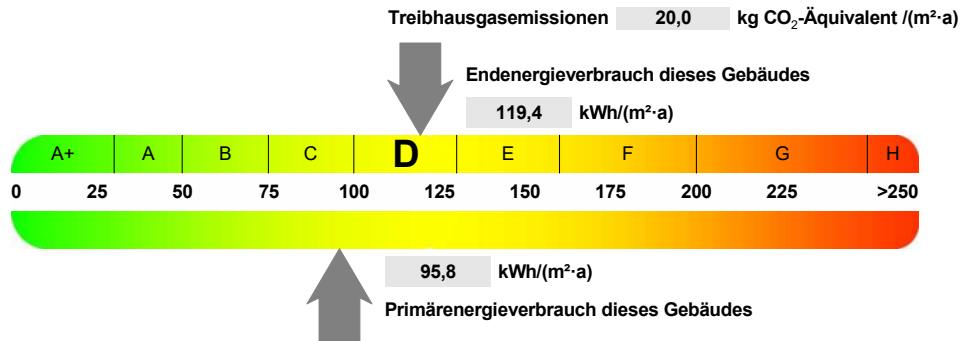 Treibhausgasemissionen 20,0 kg CO₂-Äquivalent /(m²·a)
Endenergieverbrauch dieses Gebäudes
119,4 kWh/(m²·a)
A+ A B C D E F G H
0 25 50 75 100 125 150 175 200 225 >250
95,8 kWh/(m²·a)
Primärenergieverbrauch dieses Gebäudes